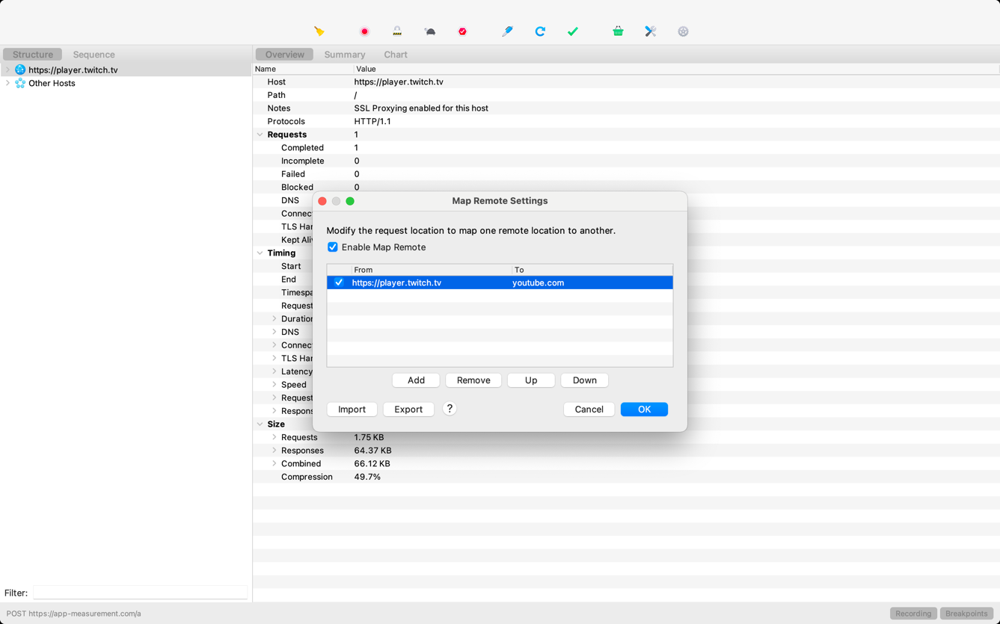 Structure
Sequence
https://player.twitch.tv
Other Hosts
Filter:
Overview
Summary
Chart
Name Value
Host https://player.twitch.tv
Path /
Notes SSL Proxying enabled for this host
Protocols HTTP/1.1
Requests 1
Completed 1
Incomplete 0
Failed 0
Blocked 0
DNS
Connec
TLS Har
Kept Aliv
Timing
Start
End
Timespa
Request
Duration
DNS
Connec
TLS Har
Latency
Speed
Request
Respons
Size
Requests 1.75 KB
Responses 64.37 KB
Combined 66.12 KB
Compression 49.7%
Map Remote Settings
Modify the request location to map one remote location to another.
Enable Map Remote
From To
https://player.twitch.tv youtube.com
Add Remove Up Down
Import Export ? Cancel OK
POST https://app-measurement.com/a
Recording Breakpoints